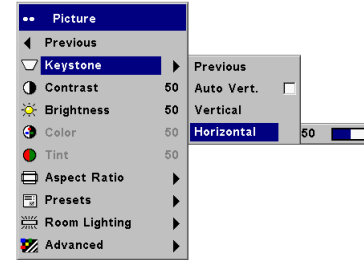 Picture
Previous
Keystone
Contrast 50
Brightness 50
Color 50
Tint 50
Aspect Ratio
Presets
Room Lighting
Advanced
Previous
Auto Vert.
Vertical
Horizontal 50